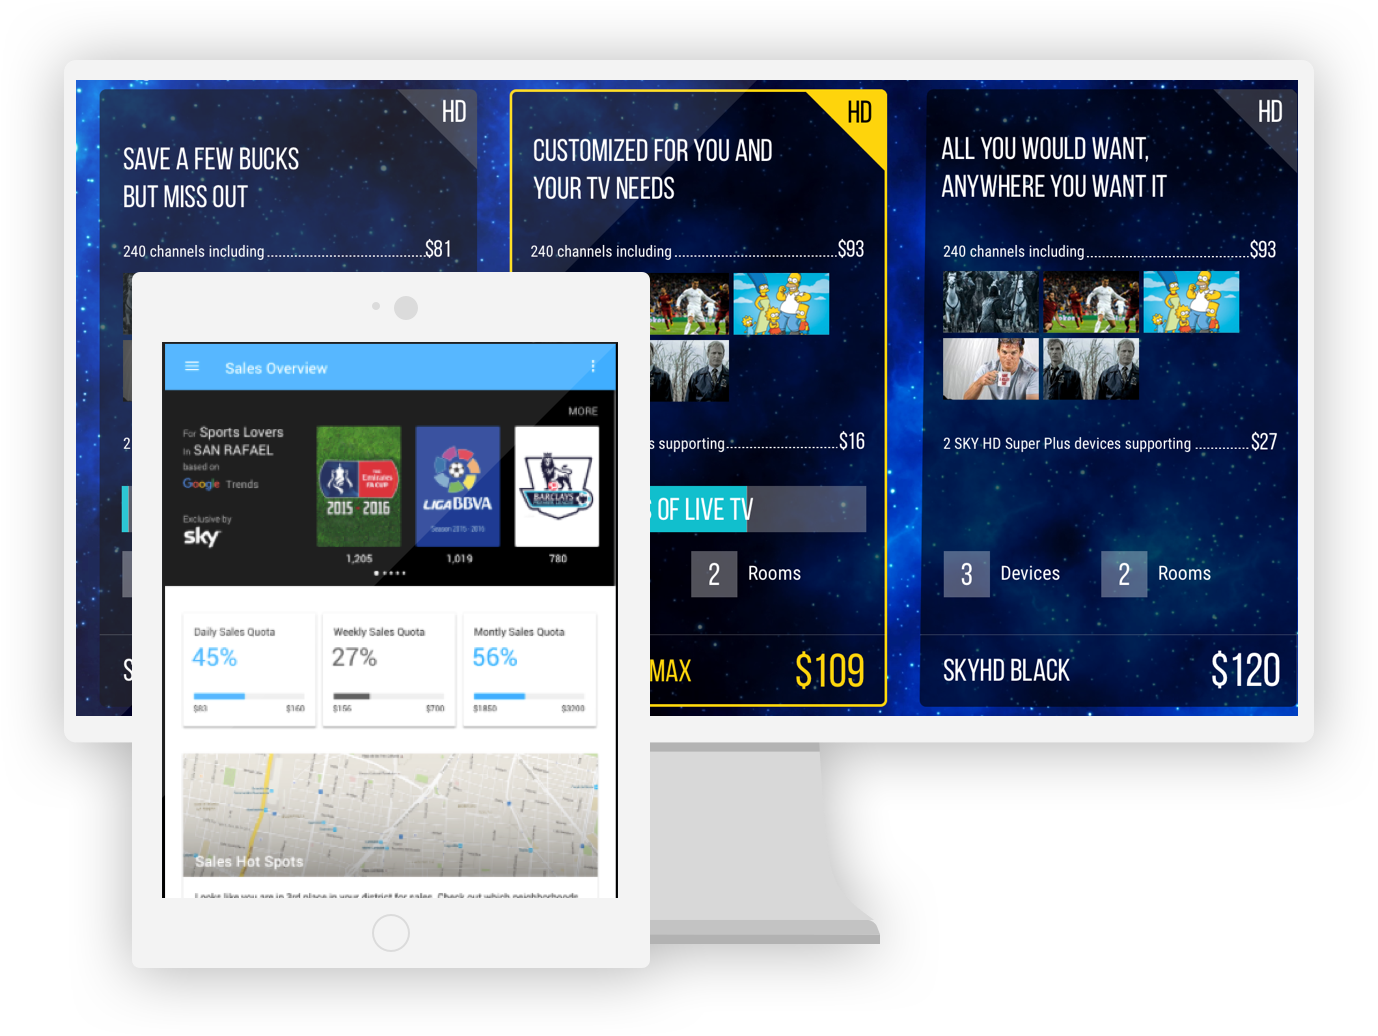 HD
SAVE A FEW BUCKS
BUT MISS OUT
240 channels including
$81
2
HD
CUSTOMIZED FOR YOU AND
YOUR TV NEEDS
240 channels including
$93
s supporting
$16
OF LIVE TV
2 Rooms
MAX
$109
HD
ALL YOU WOULD WANT,
ANYWHERE YOU WANT IT
240 channels including
$93
2 SKY HD Super Plus devices supporting
$27
3 Devices
2 Rooms
SKYHD BLACK
$120
Sales Overview
MORE
For Sports Lovers
In SAN RAFAEL
based on
Google Trends
Exclusive by
sky
Emirates
FA CUP
2015 - 2016
1,205
LIGA BBVA
Season 2015 - 2016
1,019
BARCLAYS
PREMIER LEAGUE
780
Daily Sales Quota
45%
$83 $160
Weekly Sales Quota
27%
$156 $700
Montly Sales Quota
56%
$1850 $3200
Sales Hot Spots
Looks like you are in 3rd place in your district for sales. Check out which neighborhoods